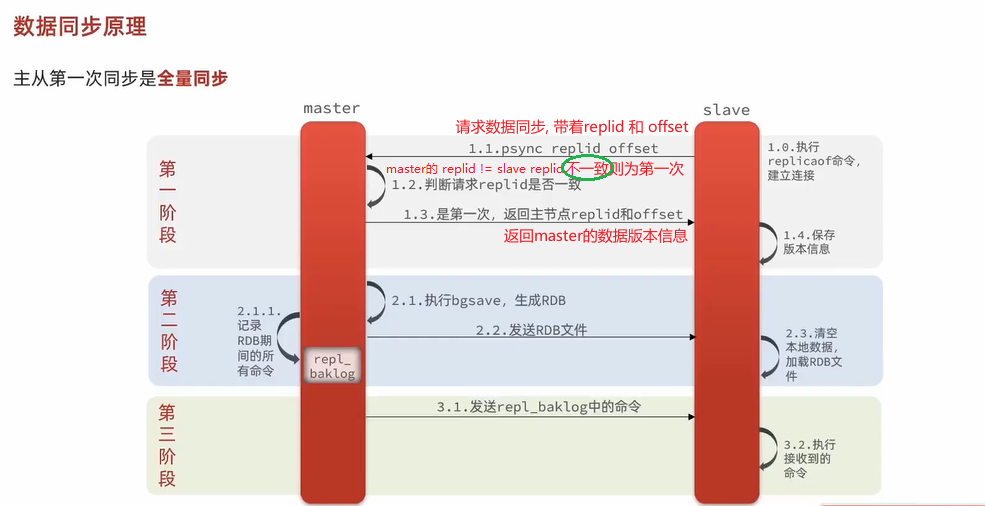 数据同步原理
主从第一次同步是全量同步
master
slave
请求数据同步, 带着replid 和 offset
1.1.psync replid offset
1.0.执行
replicaof命令,
建立连接
第一阶段
master的 replid != slave replid 不一致则为第一次
1.2.判断请求replid是否一致
1.3.是第一次，返回主节点replid和offset
返回master的数据版本信息
1.4.保存
版本信息
第二阶段
2.1.执行bgsave，生成RDB
2.1.1.
记录
RDB期
间的所
有命令
2.2.发送RDB文件
2.3.清空
本地数据,
加载RDB文
件
repl_
baklog
第三阶段
3.1.发送repl_baklog中的命令
3.2.执行
接收到的
命令